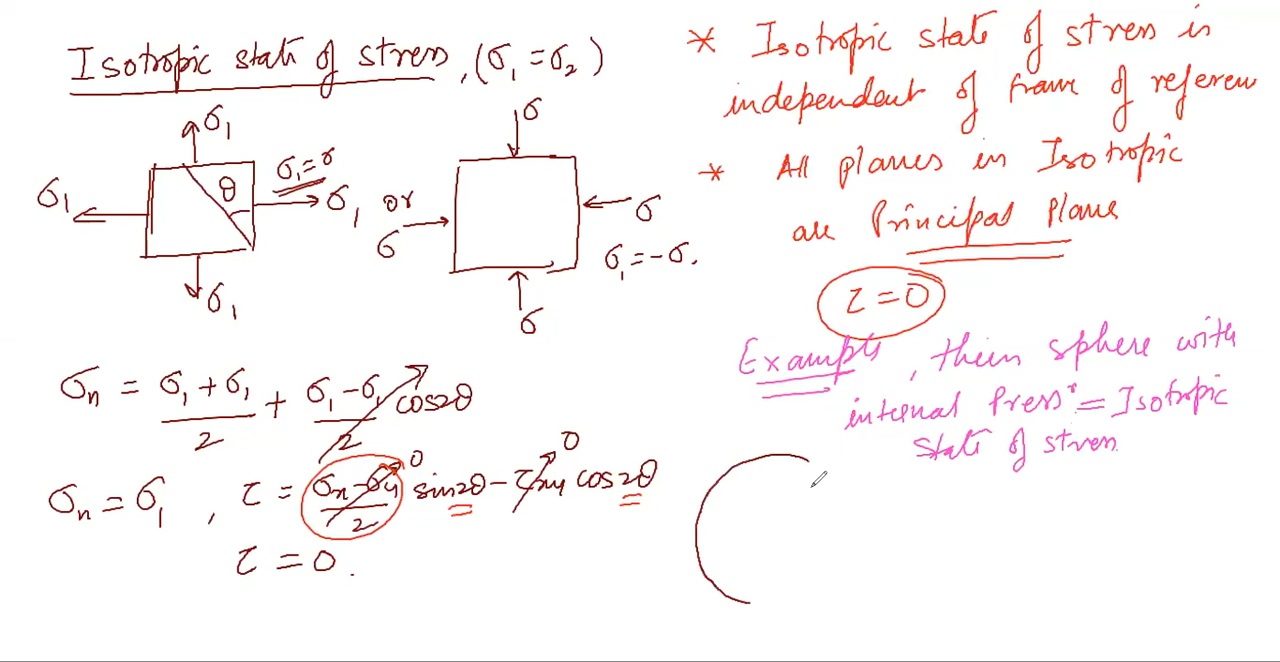 Isotropic state of stress, (σ₁ = σ₂)
σ₁
σ₁
θ
σ₁ = σ
σ₁
σ₁
or
σ
σ
σ
σ₁ = -σ.
σ
σn = σ₁ + σ₁ / 2 + σ₁ - σ₁ / 2 cos2θ
σn = σ₁ , τ = σx - σy / 2 0 sin2θ - τxy 0 cos2θ
τ = 0.
* Isotropic state of stress is
independent of frame of referen
* All planes in Isotropic
are Principal Plane
τ = 0
Example, thin sphere with
internal Press^r = Isotropic
state of stress.